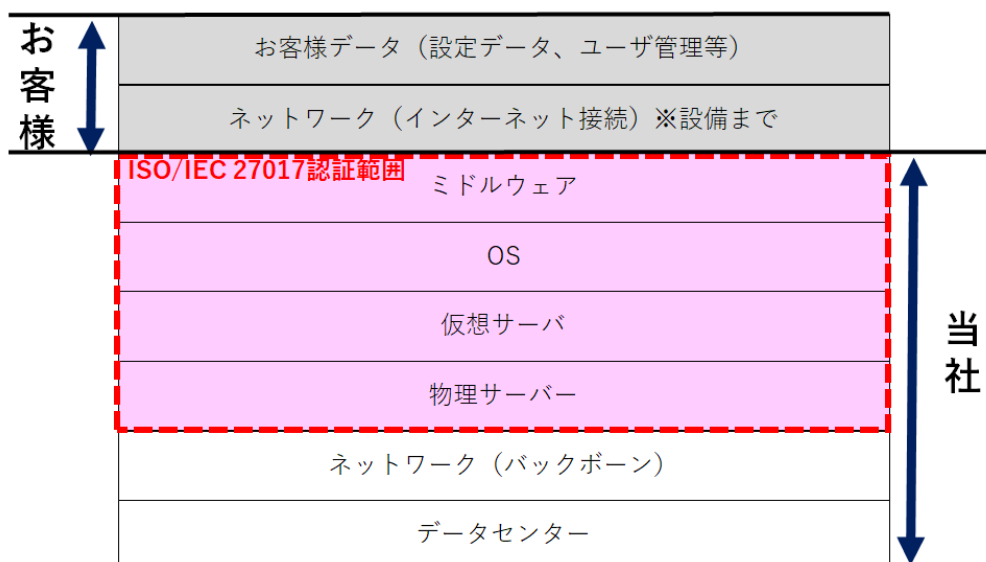 お客様
お客様データ（設定データ、ユーザ管理等）
ネットワーク（インターネット接続）※設備まで
ISO/IEC 27017認証範囲
ミドルウェア
OS
仮想サーバ
物理サーバー
ネットワーク（バックボーン）
データセンター
当社